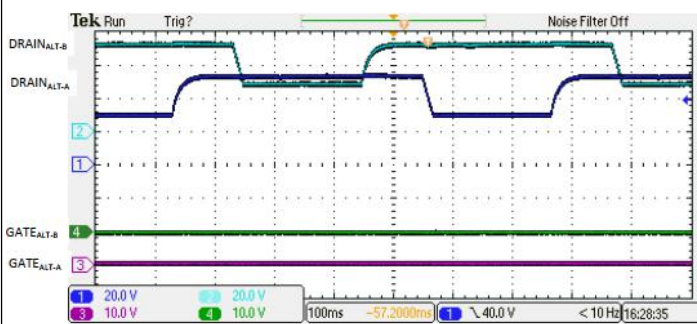 Tek Run Trig? Noise Filter Off
DRAINALT-B
DRAINALT-A
2
1
GATEALT-B 4
GATEALT-A 3
1 20.0 V 2 20.0 V
3 10.0 V 4 10.0 V
100ms -57.2000ms 1 \ 40.0 V < 10 Hz 16:28:35